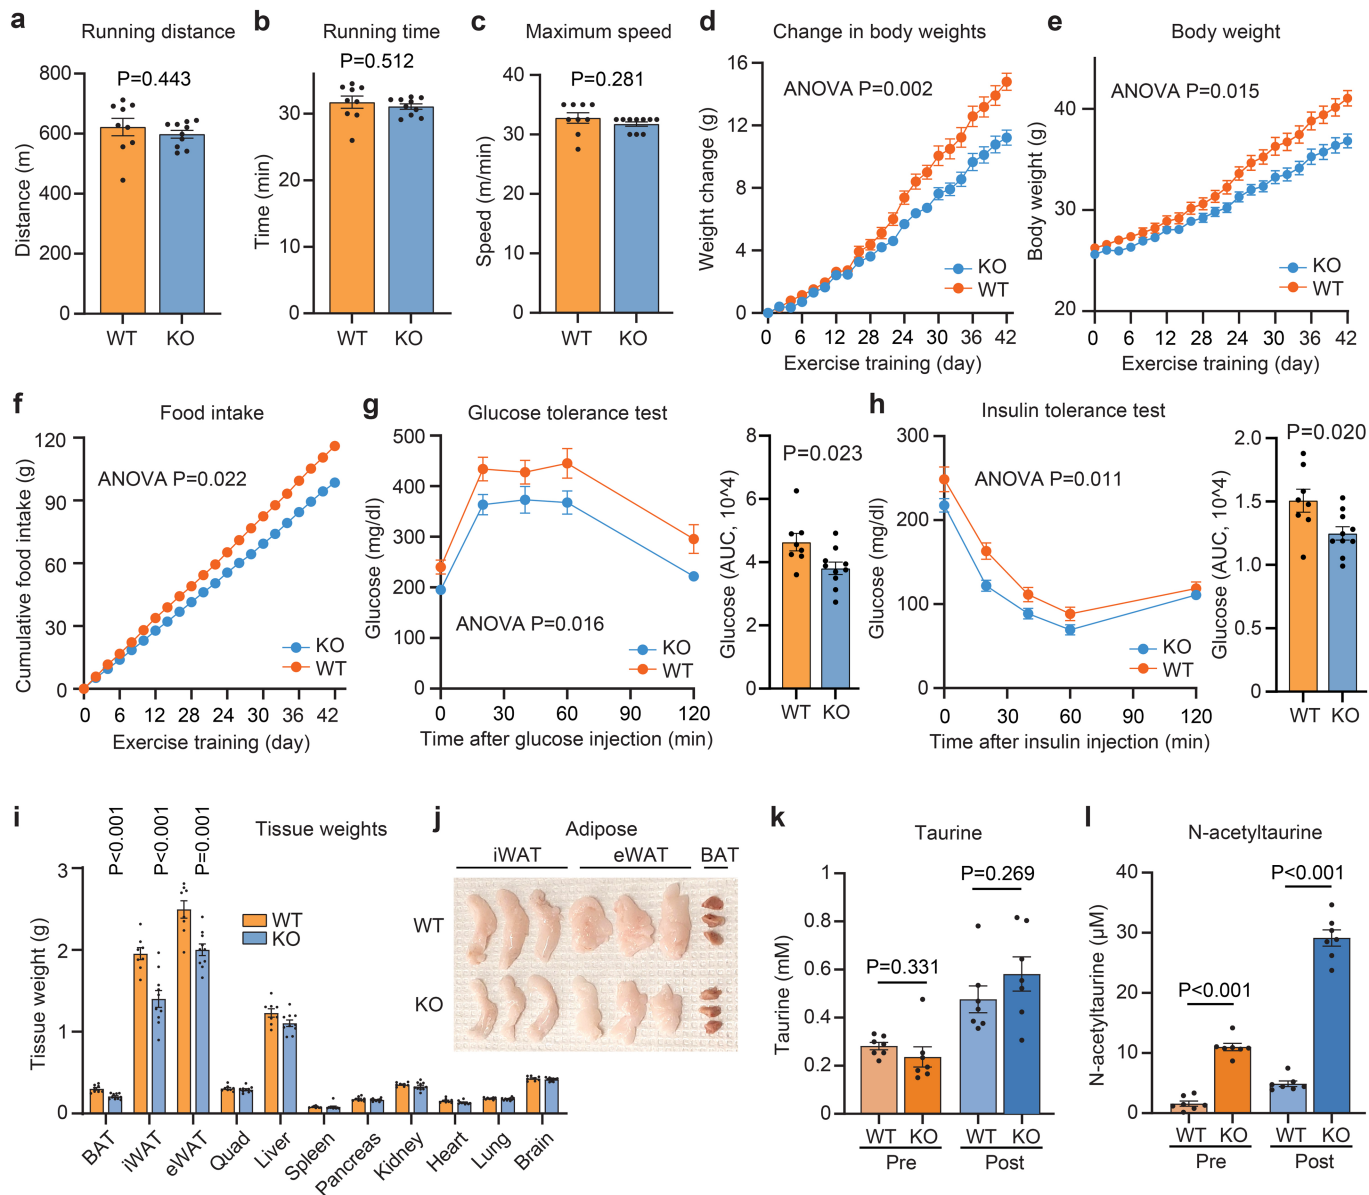 a
Running distance
P=0.443
Distance (m)
800
600
400
200
0
WT
KO
b
Running time
P=0.512
Time (min)
30
20
10
0
WT
KO
c
Maximum speed
P=0.281
Speed (m/min)
40
30
20
10
0
WT
KO
d
Change in body weights
ANOVA P=0.002
Weight change (g)
16
12
8
4
0
KO
WT
0 6 12 28 24 30 36 42
Exercise training (day)
e
Body weight
ANOVA P=0.015
Body weight (g)
40
30
20
KO
WT
0 6 12 18 24 30 36 42
Exercise training (day)
f
Food intake
ANOVA P=0.022
Cumulative food intake (g)
120
90
60
30
0
KO
WT
0 6 12 28 24 30 36 42
Exercise training (day)
g
Glucose tolerance test
Glucose (mg/dl)
500
400
300
200
100
0
ANOVA P=0.016
KO
WT
0 30 60 90 120
Time after glucose injection (min)
P=0.023
Glucose (AUC, 10^4)
8
6
4
2
0
WT
KO
h
Insulin tolerance test
ANOVA P=0.011
Glucose (mg/dl)
300
200
100
0
KO
WT
0 30 60 90 120
Time after insulin injection (min)
P=0.020
Glucose (AUC, 10^4)
2.0
1.5
1.0
0.5
0
WT
KO
i
Tissue weights
P<0.001
P<0.001
P=0.001
Tissue weight (g)
3
2
1
0
WT
KO
BAT
iWAT
eWAT
Quad
Liver
Spleen
Pancreas
Kidney
Heart
Lung
Brain
j
Adipose
iWAT
eWAT
BAT
WT
KO
k
Taurine
P=0.331
P=0.269
Taurine (mM)
1
0.8
0.6
0.4
0.2
0
WT KO WT KO
Pre Post
l
N-acetyltaurine
P<0.001
P<0.001
N-acetyltaurine (µM)
40
30
20
10
0
WT KO WT KO
Pre Post